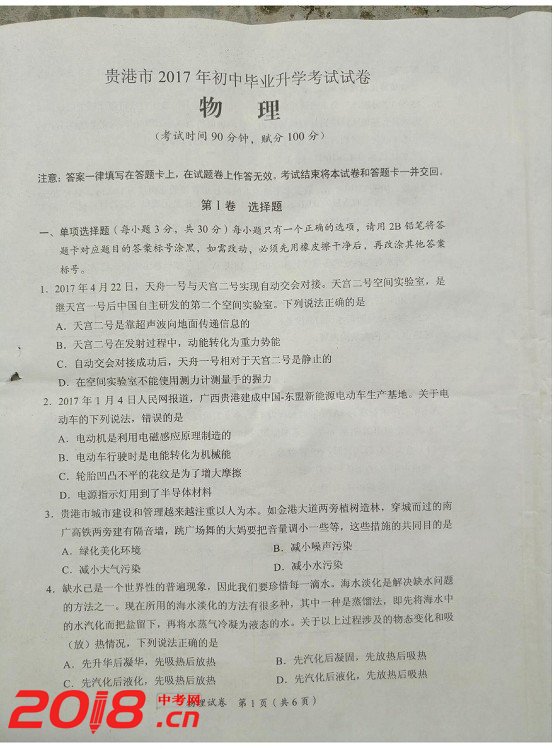 贵港市 2017 年初中毕业升学考试试卷
物 理
(考试时间 90 分钟，赋分 100 分)
注意：答案一律填写在答题卡上，在试题卷上作答无效。考试结束将本试卷和答题卡一并交回。
第 1 卷 选择题
一、单项选择题（每小题 3 分，共 30 分）每小题只有一个正确的选项，请用 2B 铅笔将答
题卡对应题目的答案标号涂黑，如需改动，必须先用橡皮擦干净后，再改涂其他答案
标号。
1. 2017 年 4 月 22 日，天舟一号与天宫二号实现自动交会对接。天宫二号空间实验室，是
继天宫一号后中国自主研发的第二个空间实验室。下列说法正确的是
A．天宫二号是靠超声波向地面传递信息的
B．天宫二号在发射过程中，动能转化为重力势能
C．自动交会对接成功后，天舟一号相对于天宫二号是静止的
D．在空间实验室不能使用测力计测量手的握力
2. 2017 年 1 月 4 日人民网报道，广西贵港建成中国-东盟新能源电动车生产基地。关于电
动车的下列说法，错误的是
A．电动机是利用电磁感应原理制造的
B．电动车行驶时是电能转化为机械能
C．轮胎凹凸不平的花纹是为了增大摩擦
D．电源指示灯用到了半导体材料
3. 贵港市城市建设和管理越来越注重以人为本。如金港大道两旁植树造林，穿城而过的南
广高铁两旁建有隔音墙，跳广场舞的大妈要把音量调小一些等，这些措施的共同目的是
A．绿化美化环境 B．减小噪声污染
C．减小大气污染 D．减小水污染
4. 缺水已是一个世界性的普遍现象，因此我们要珍惜每一滴水。海水淡化是解决缺水问题
的方法之一。现在所用的海水淡化的方法有很多种，其中一种是蒸馏法，即先将海水中
的水汽化而把盐留下，再将水蒸气冷凝为液态的水。关于以上过程涉及的物态变化和吸
（放）热情况，下列说法正确的是
A．先升华后凝华，先吸热后放热 B．先汽化后凝固，先放热后吸热
C．先汽化后液化，先吸热后放热 D．先汽化后液化，先放热后吸热
物理试卷 第 1 页（共 6 页）
2018 中考网
.cn